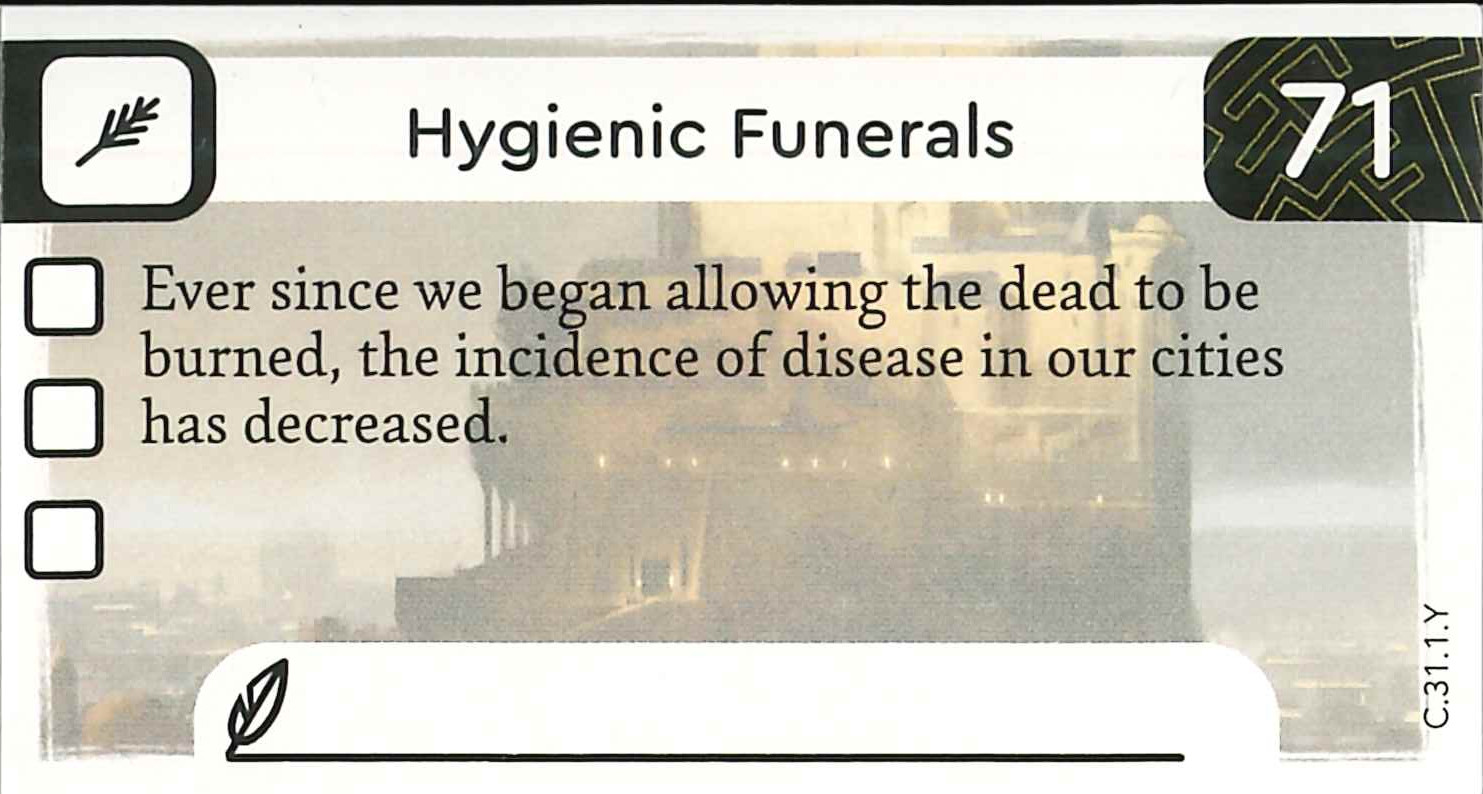 Hygienic Funerals
71
Ever since we began allowing the dead to be
burned, the incidence of disease in our cities
has decreased.
C.31.1.Y